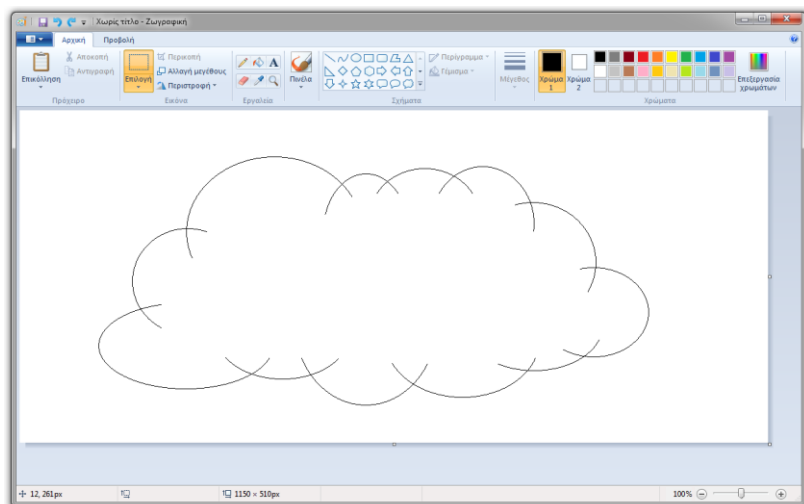 Χωρίς τίτλο - Ζωγραφική
Αρχική Προβολή
Επικόλληση
Αποκοπή
Αντιγραφή
Πρόχειρο
Επιλογή
Περικοπή
Αλλαγή μεγέθους
Περιστροφή
Εικόνα
A
Εργαλεία
Πινέλα
Περίγραμμα
Γέμισμα
Σχήματα
Μέγεθος
Χρώμα 1
Χρώμα 2
Επεξεργασία χρωμάτων
Χρώματα
12, 261px
1150 × 510px
100%